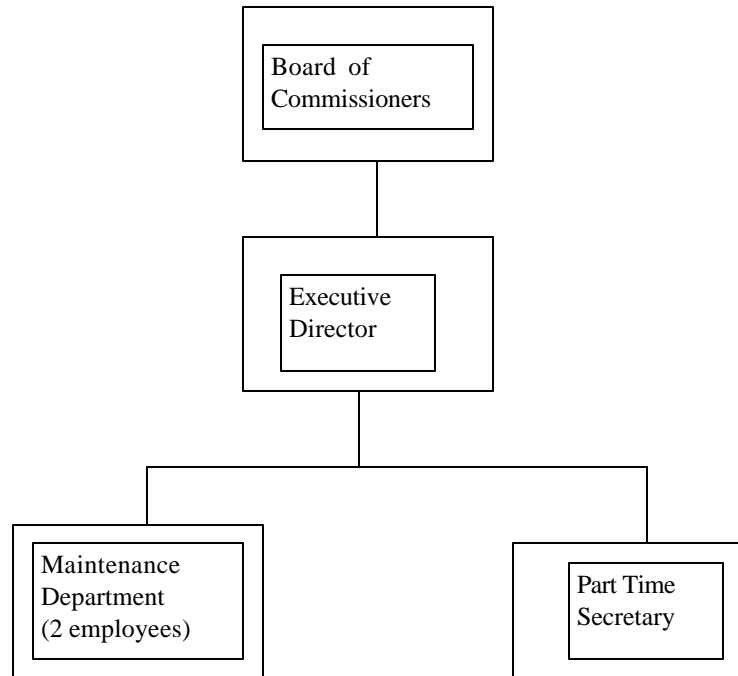 Board of
Commissioners
Executive
Director
Maintenance
Department
(2 employees)
Part Time
Secretary